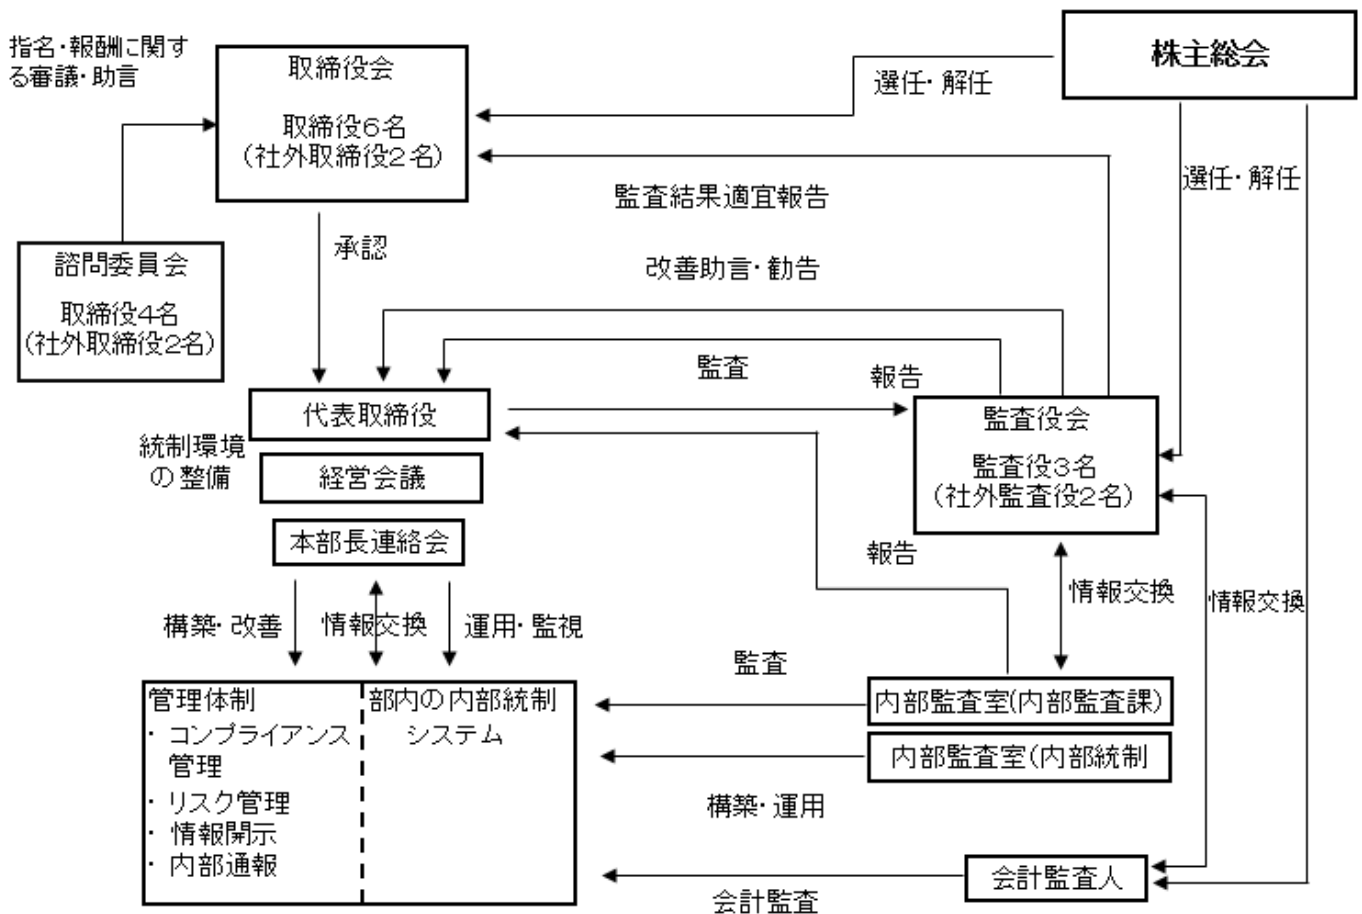 指名・報酬に関す
る審議・助言
取締役会
取締役6名
(社外取締役2名)
選任・解任
株主総会
選任・解任
監査結果適宜報告
承認
改善助言・勧告
諮問委員会
取締役4名
(社外取締役2名)
監査
報告
代表取締役
監査役会
監査役3名
(社外監査役2名)
統制環境
の整備
経営会議
本部長連絡会
報告
構築・改善
情報交換
運用・監視
情報交換
情報交換
監査
管理体制
・ コンプライアンス
管理
・ リスク管理
・ 情報開示
・ 内部通報
部内の内部統制
システム
内部監査室(内部監査課)
内部監査室(内部統制
構築・運用
会計監査人
会計監査